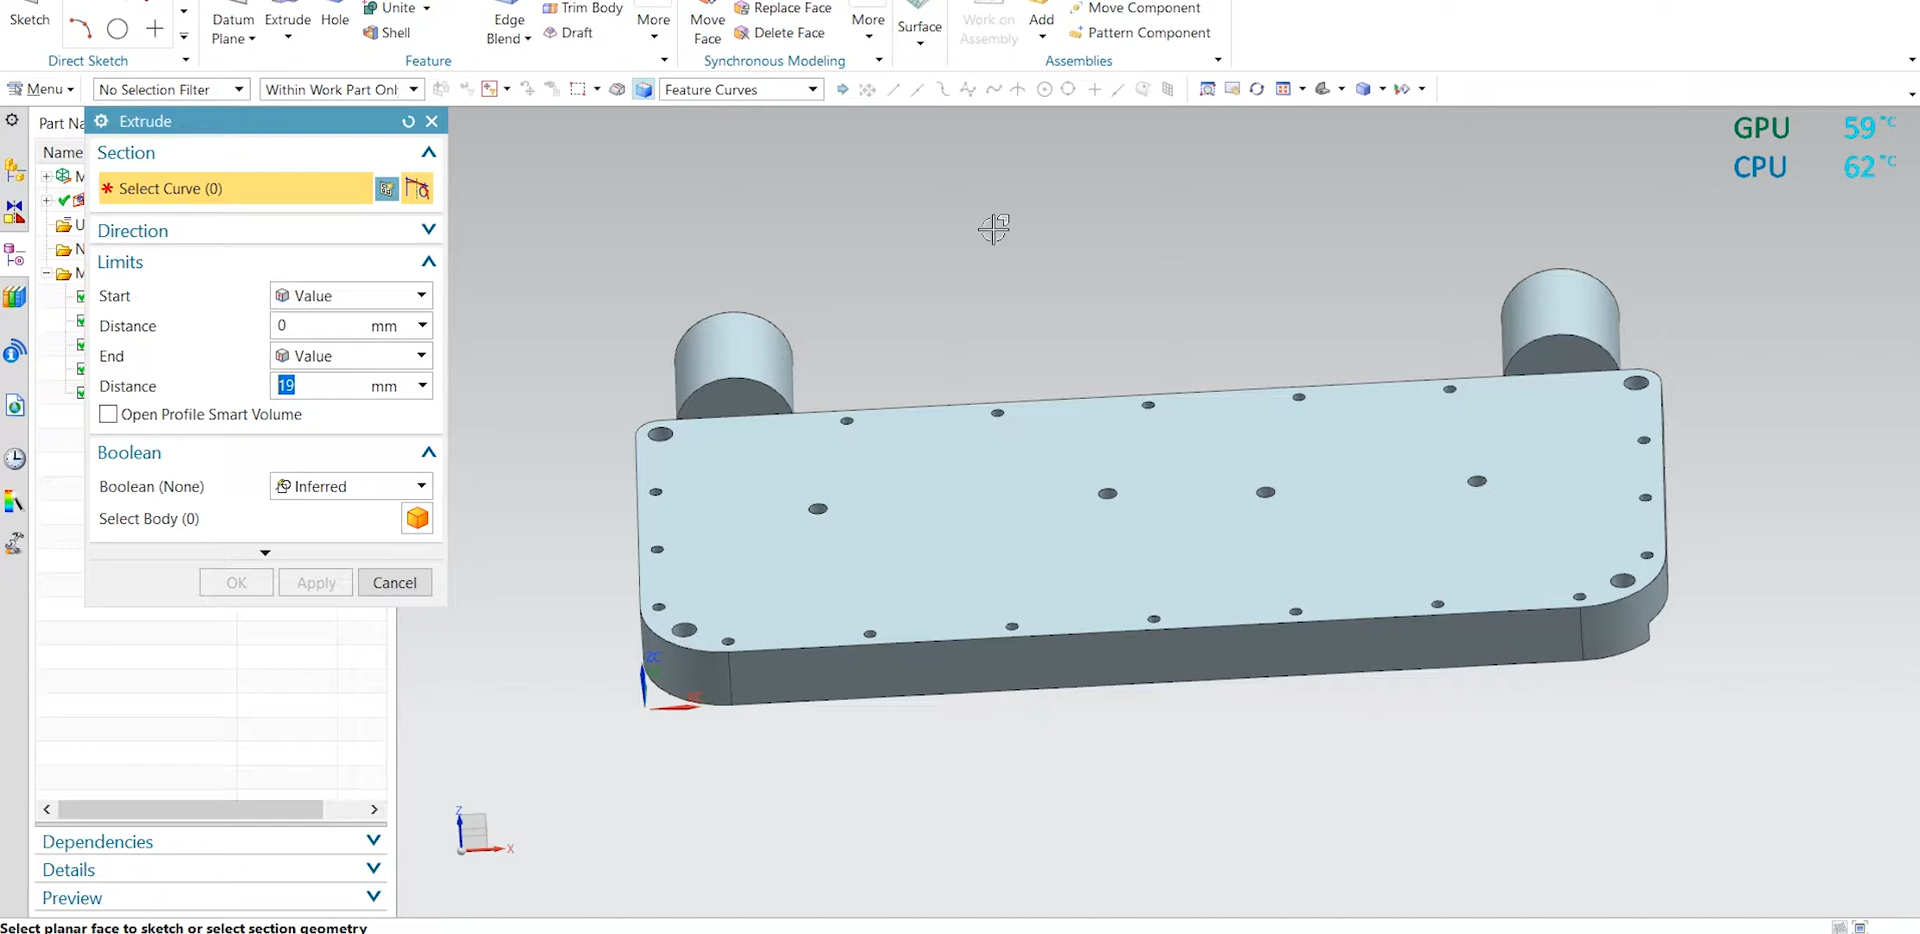 Sketch
Datum Plane
Extrude
Hole
Unite
Shell
Edge Blend
Trim Body
Draft
More
Move Face
Replace Face
Delete Face
More
Surface
Work on Assembly
Add
Move Component
Pattern Component
Direct Sketch
Feature
Synchronous Modeling
Assemblies
Menu
No Selection Filter
Within Work Part Onl
Feature Curves
Part Na
Name
Extrude
Section
* Select Curve (0)
Direction
Limits
Start
Value
Distance
0 mm
End
Value
Distance
19 mm
Open Profile Smart Volume
Boolean
Boolean (None)
Inferred
Select Body (0)
OK
Apply
Cancel
M
U
N
M
GPU 59 °C
CPU 62 °C
ZC
Z
X
Dependencies
Details
Preview
Select planar face to sketch or select section geometry